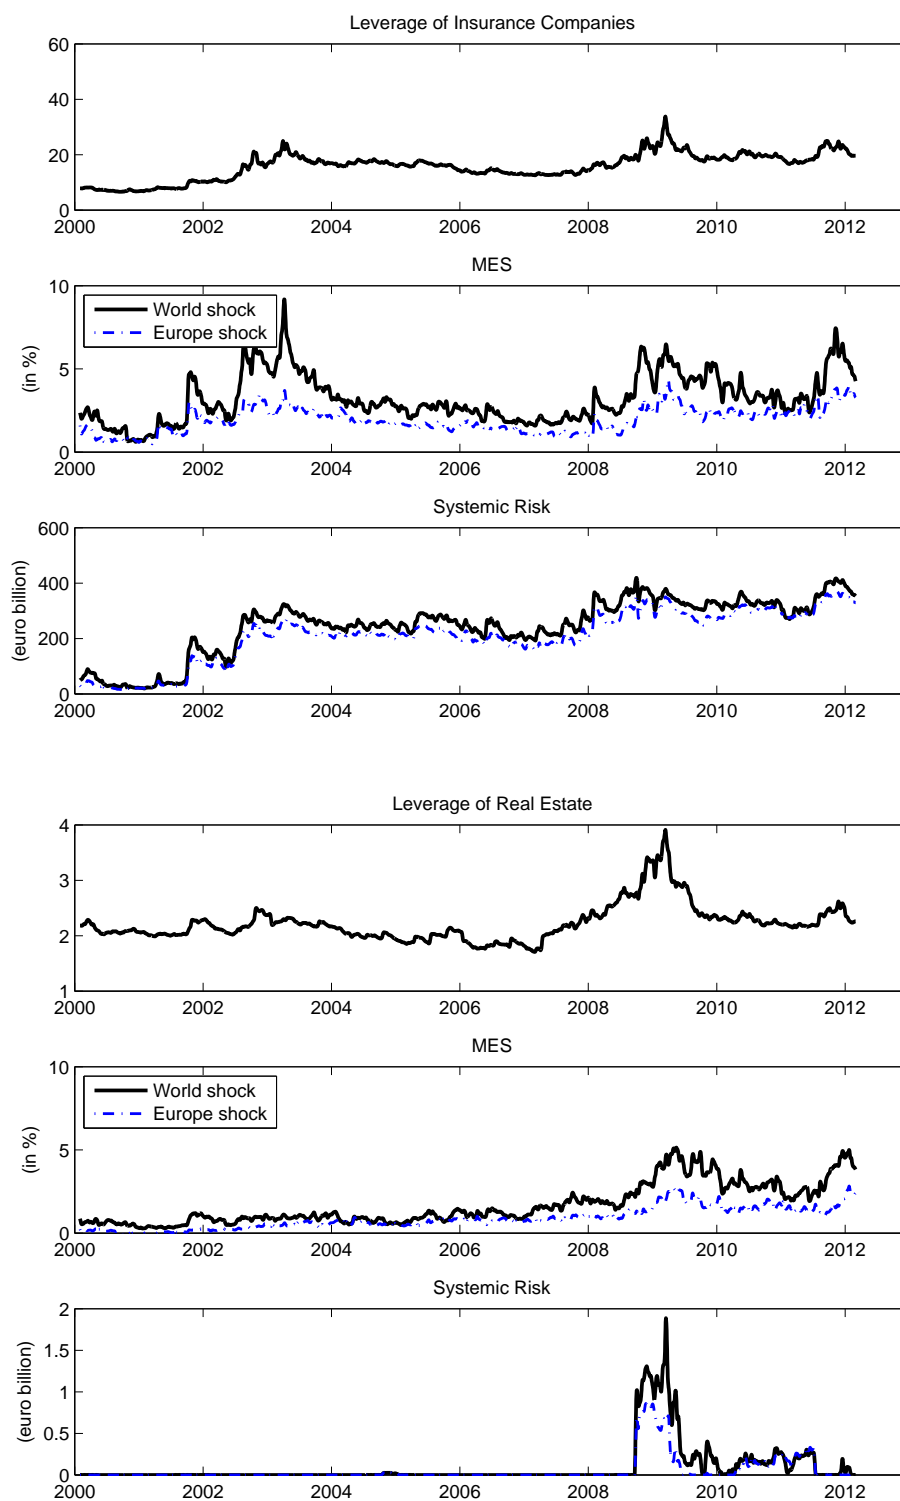 Leverage of Insurance Companies
60
40
20
0
2000 2002 2004 2006 2008 2010 2012
MES
10
5
0
(in %)
World shock
Europe shock
2000 2002 2004 2006 2008 2010 2012
Systemic Risk
600
400
200
0
(euro billion)
2000 2002 2004 2006 2008 2010 2012
Leverage of Real Estate
4
3
2
1
2000 2002 2004 2006 2008 2010 2012
MES
10
5
0
(in %)
World shock
Europe shock
2000 2002 2004 2006 2008 2010 2012
Systemic Risk
2
1.5
1
0.5
0
(euro billion)
2000 2002 2004 2006 2008 2010 2012